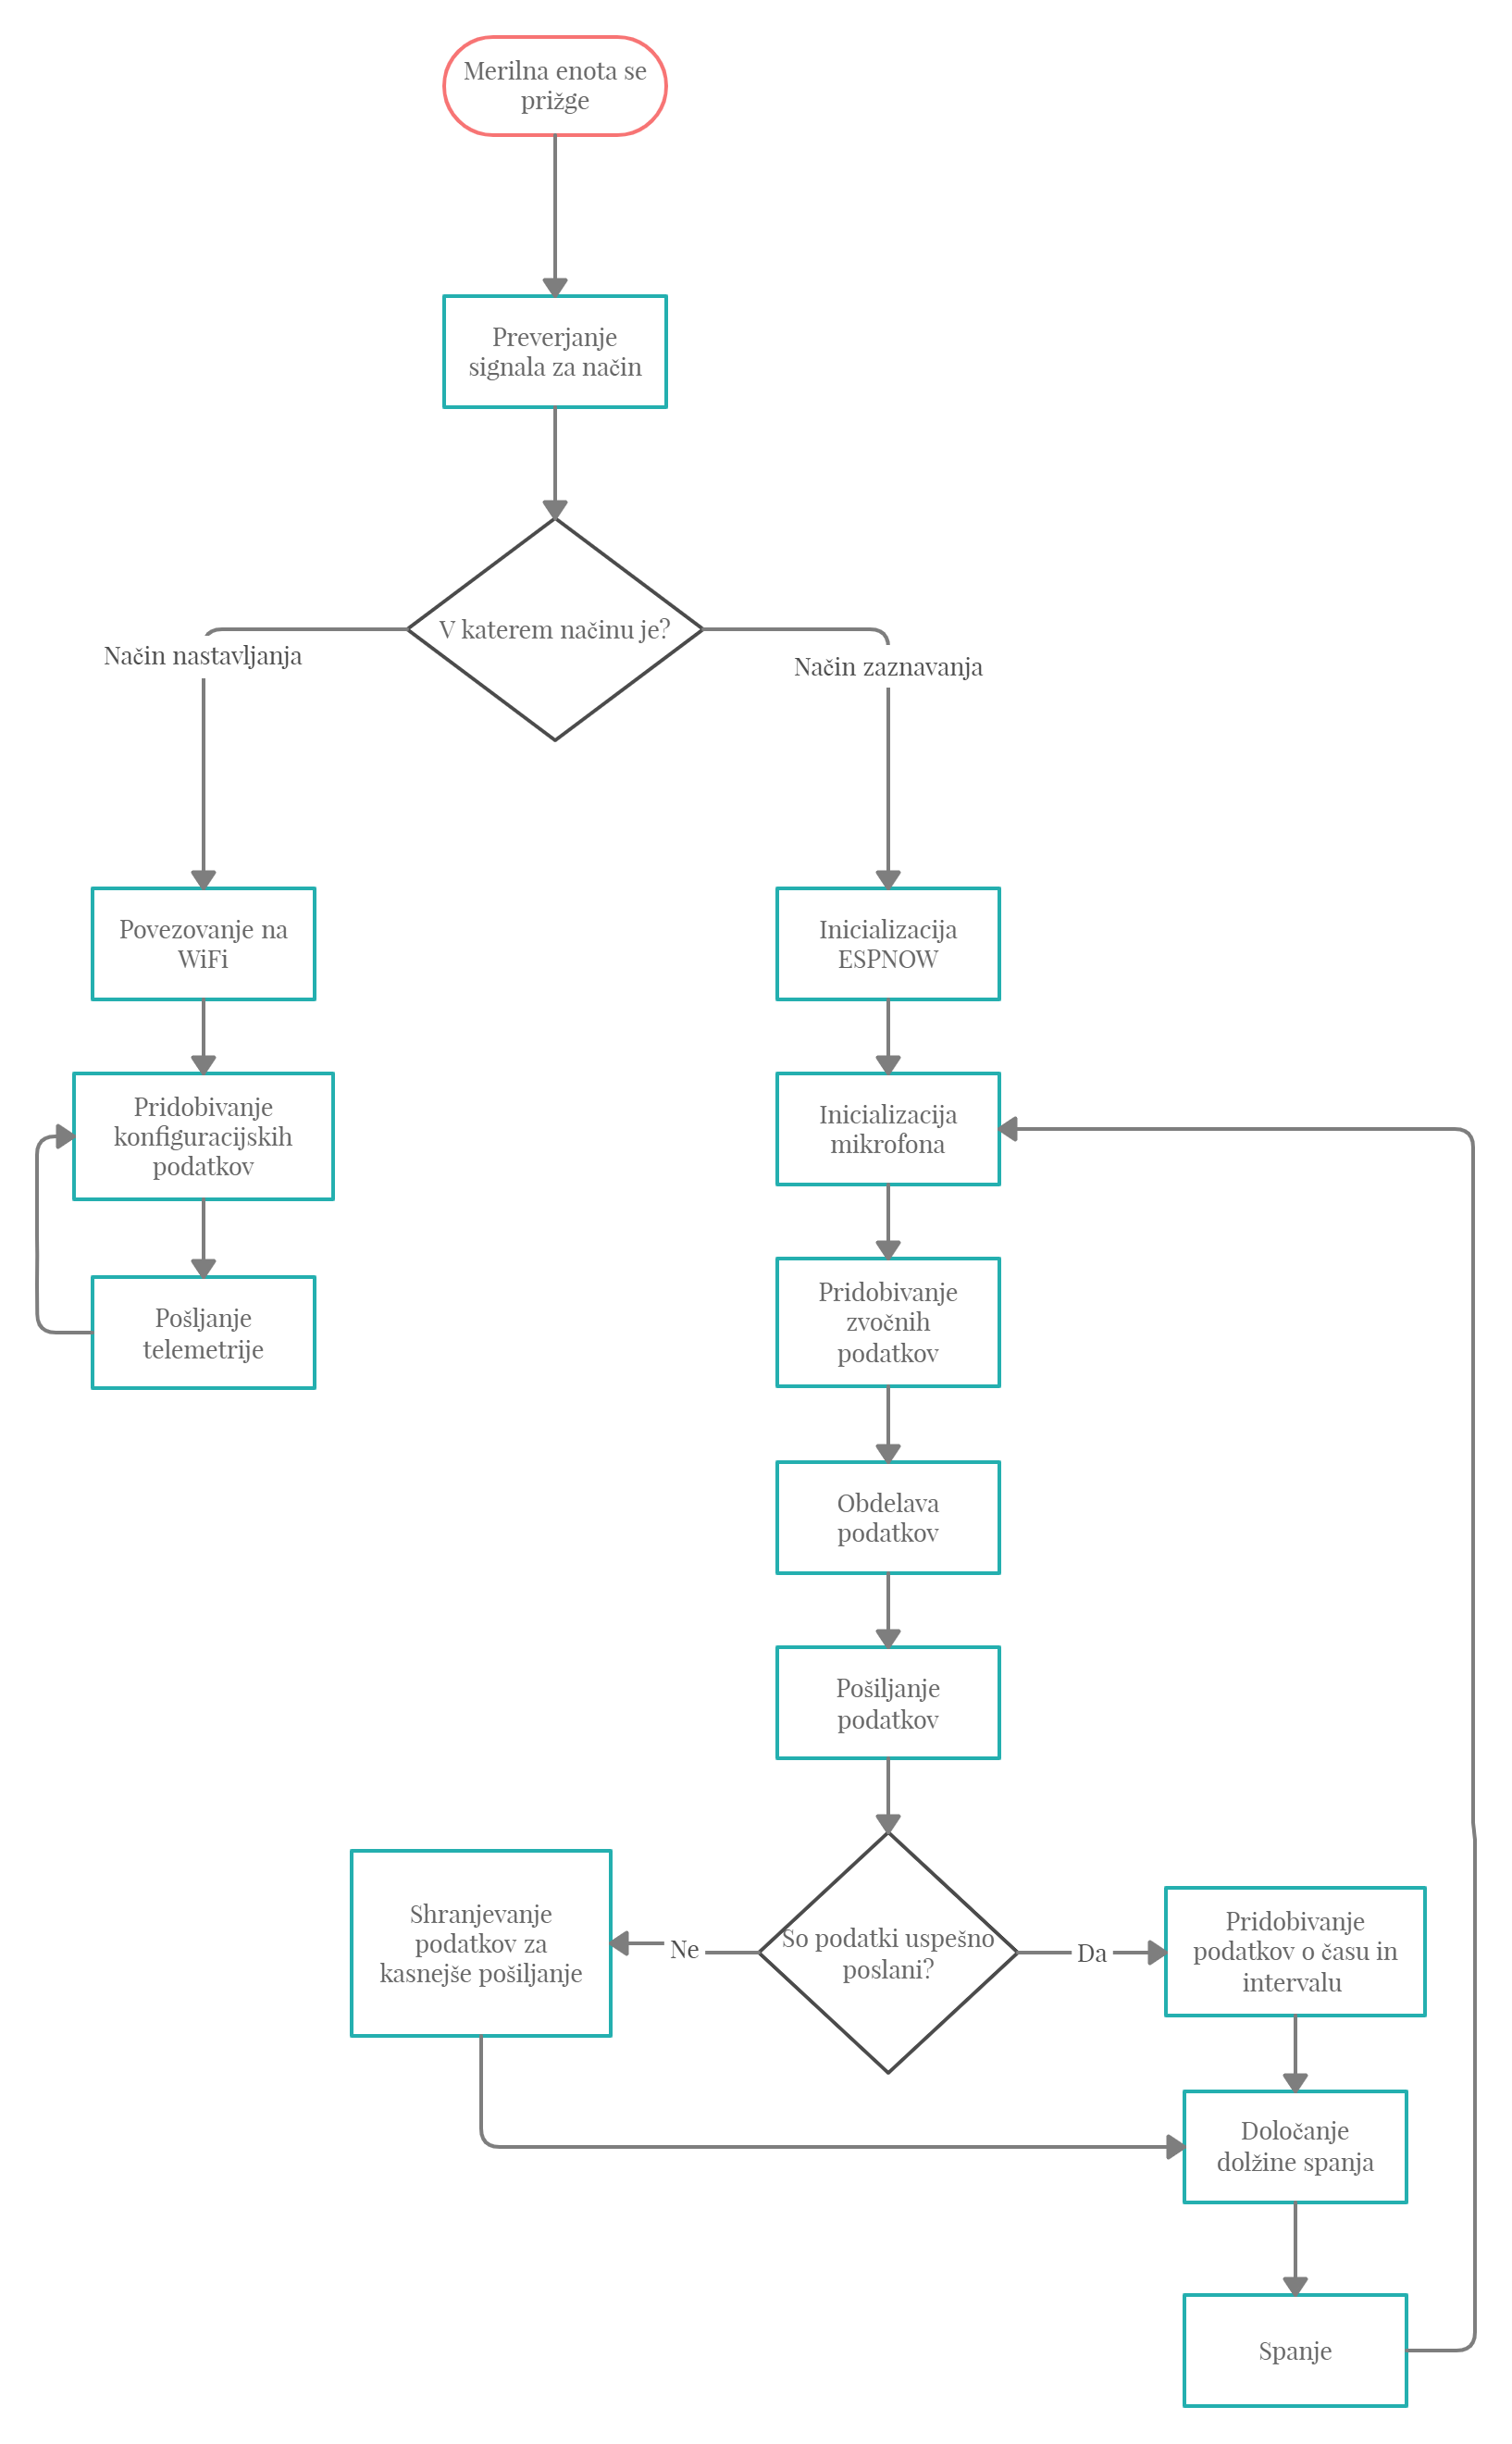 Merilna enota se
prižge
Preverjanje
signala za način
V katerem načinu je?
Način nastavljanja
Način zaznavanja
Povezovanje na
WiFi
Pridobivanje
konfiguracijskih
podatkov
Pošljanje
telemetrije
Inicializacija
ESPNOW
Inicializacija
mikrofona
Pridobivanje
zvočnih
podatkov
Obdelava
podatkov
Pošiljanje
podatkov
So podatki uspešno
poslani?
Ne
Da
Shranjevanje
podatkov za
kasnejše pošiljanje
Pridobivanje
podatkov o času in
intervalu
Določanje
dolžine spanja
Spanje